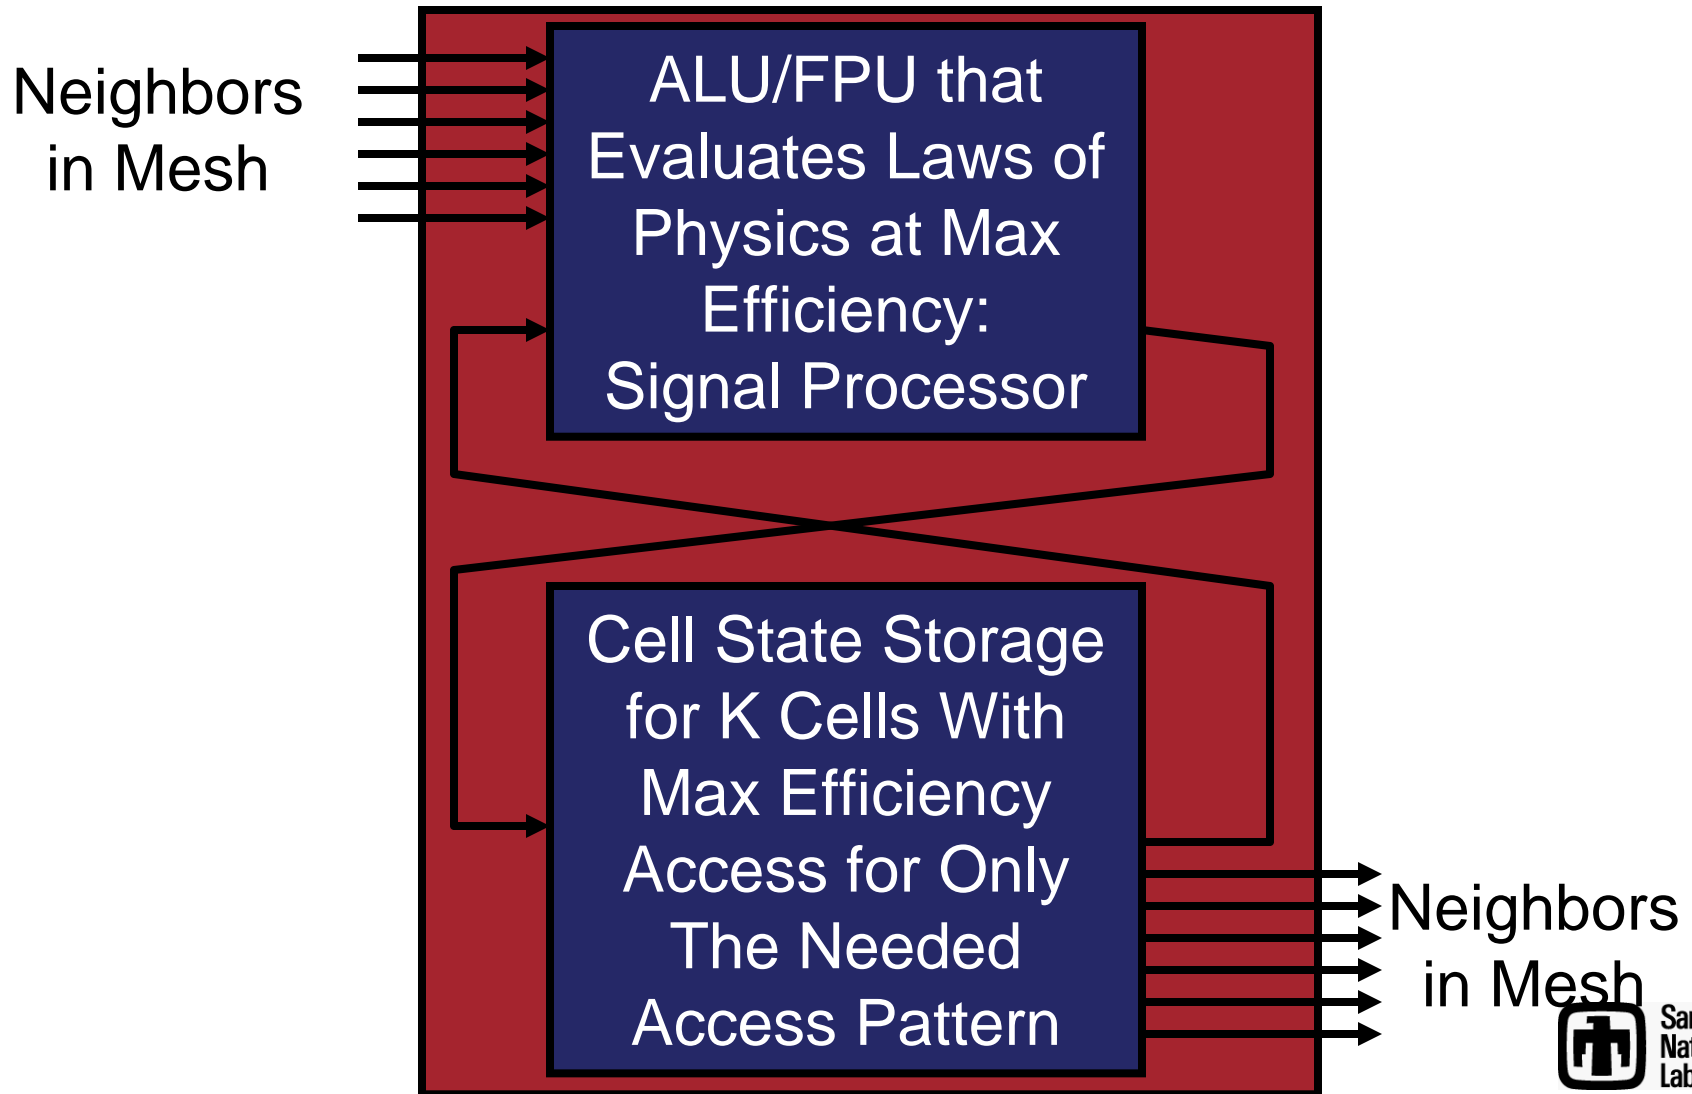 Neighbors
in Mesh
ALU/FPU that
Evaluates Laws of
Physics at Max
Efficiency:
Signal Processor
Cell State Storage
for K Cells With
Max Efficiency
Access for Only
The Needed
Access Pattern
Neighbors
in Mesh